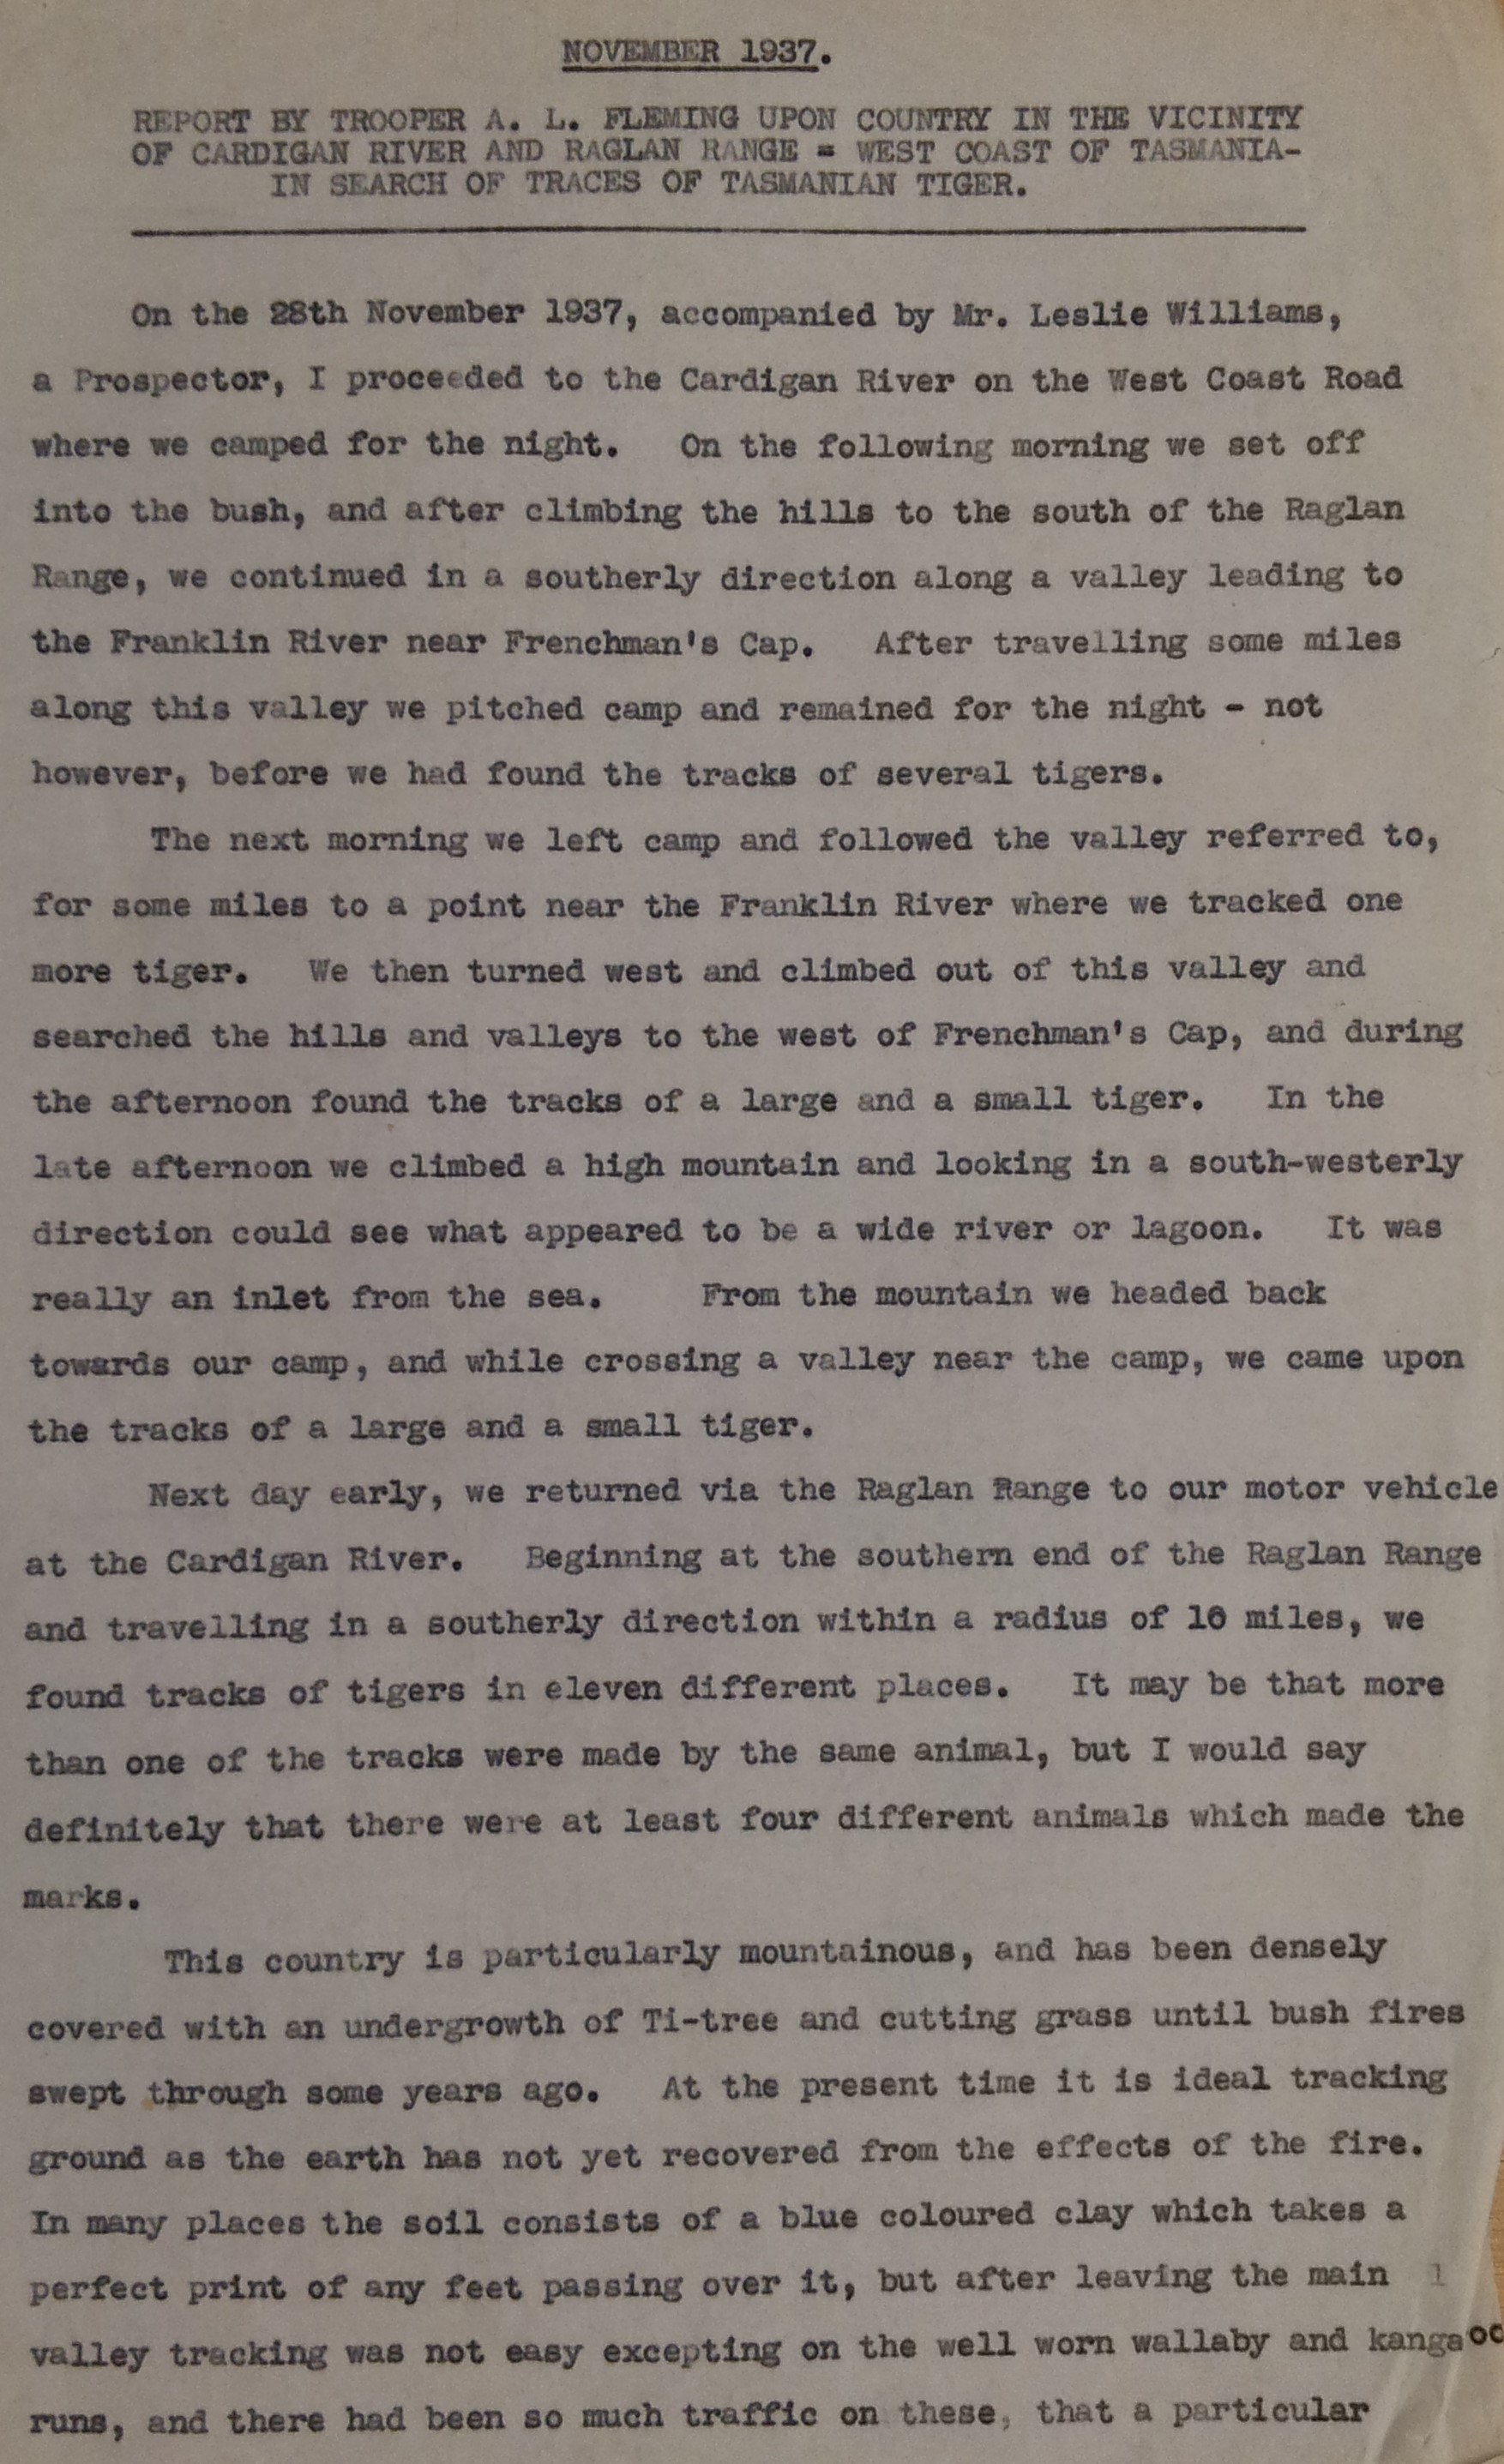 NOVEMBER 1937.
REPORT BY TROOPER A. L. FLEMING UPON COUNTRY IN THE VICINITY
OF CARDIGAN RIVER AND RAGLAN RANGE - WEST COAST OF TASMANIA-
IN SEARCH OF TRACES OF TASMANIAN TIGER.
On the 28th November 1937, accompanied by Mr. Leslie Williams,
a Prospector, I proceeded to the Cardigan River on the West Coast Road
where we camped for the night. On the following morning we set off
into the bush, and after climbing the hills to the south of the Raglan
Range, we continued in a southerly direction along a valley leading to
the Franklin River near Frenchman's Cap. After travelling some miles
along this valley we pitched camp and remained for the night - not
however, before we had found the tracks of several tigers.
The next morning we left camp and followed the valley referred to,
for some miles to a point near the Franklin River where we tracked one
more tiger. We then turned west and climbed out of this valley and
searched the hills and valleys to the west of Frenchman's Cap, and during
the afternoon found the tracks of a large and a small tiger. In the
late afternoon we climbed a high mountain and looking in a south-westerly
direction could see what appeared to be a wide river or lagoon. It was
really an inlet from the sea. From the mountain we headed back
towards our camp, and while crossing a valley near the camp, we came upon
the tracks of a large and a small tiger.
Next day early, we returned via the Raglan Range to our motor vehicle
at the Cardigan River. Beginning at the southern end of the Raglan Range
and travelling in a southerly direction within a radius of 10 miles, we
found tracks of tigers in eleven different places. It may be that more
than one of the tracks were made by the same animal, but I would say
definitely that there were at least four different animals which made the
marks.
This country is particularly mountainous, and has been densely
covered with an undergrowth of Ti-tree and cutting grass until bush fires
swept through some years ago. At the present time it is ideal tracking
ground as the earth has not yet recovered from the effects of the fire.
In many places the soil consists of a blue coloured clay which takes a
perfect print of any feet passing over it, but after leaving the main l
valley tracking was not easy excepting on the well worn wallaby and kangaoo
runs, and there had been so much traffic on these, that a particular